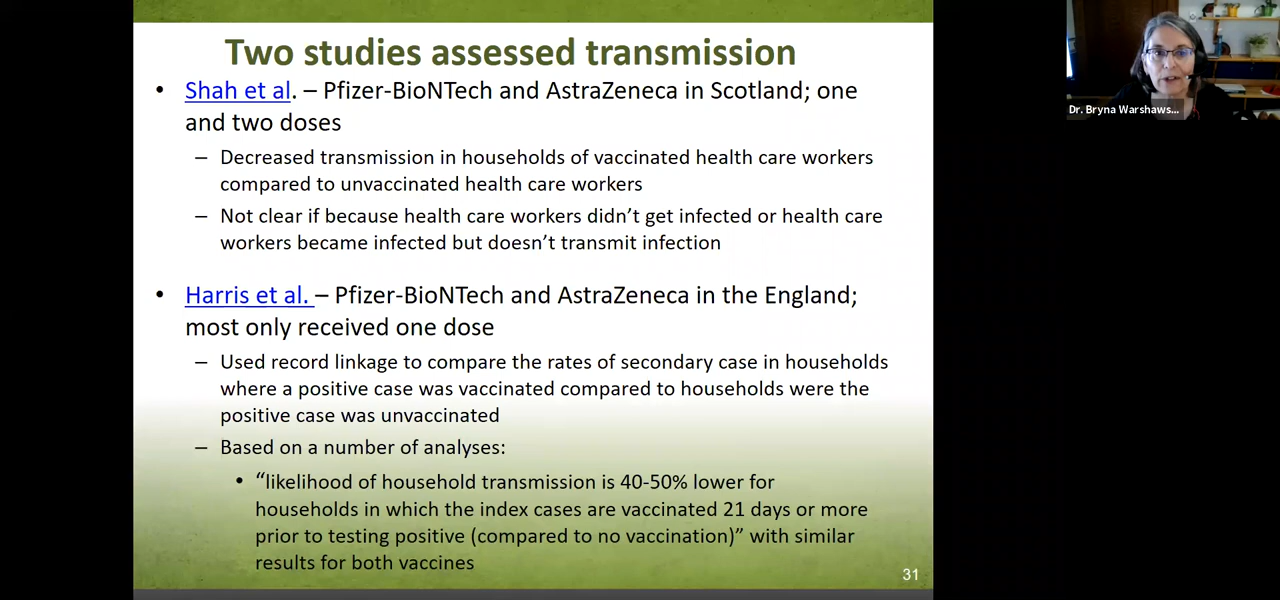 Two studies assessed transmission
• Shah et al. – Pfizer-BioNTech and AstraZeneca in Scotland; one
and two doses
– Decreased transmission in households of vaccinated health care workers
compared to unvaccinated health care workers
– Not clear if because health care workers didn’t get infected or health care
workers became infected but doesn’t transmit infection
• Harris et al. – Pfizer-BioNTech and AstraZeneca in the England;
most only received one dose
– Used record linkage to compare the rates of secondary case in households
where a positive case was vaccinated compared to households were the
positive case was unvaccinated
– Based on a number of analyses:
• “likelihood of household transmission is 40-50% lower for
households in which the index cases are vaccinated 21 days or more
prior to testing positive (compared to no vaccination)” with similar
results for both vaccines
31
Dr. Bryna Warshaws...